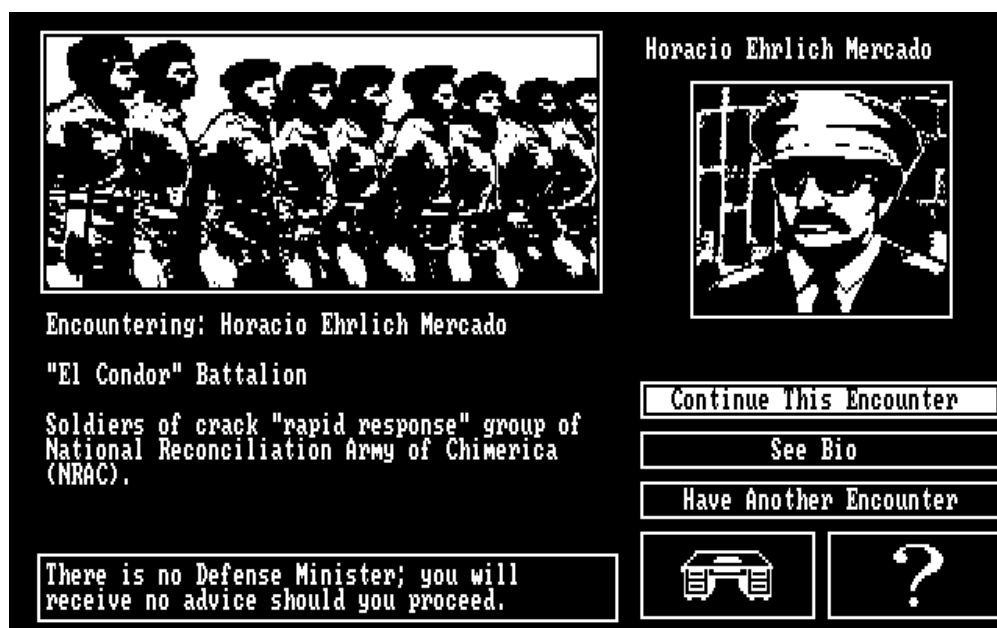 Horacio Ehrlich Mercado
Encountering: Horacio Ehrlich Mercado
"El Condor" Battalion
Soldiers of crack "rapid response" group of
National Reconciliation Army of Chimerica
(NRAC).
There is no Defense Minister; you will
receive no advice should you proceed.
Continue This Encounter
See Bio
Have Another Encounter
?